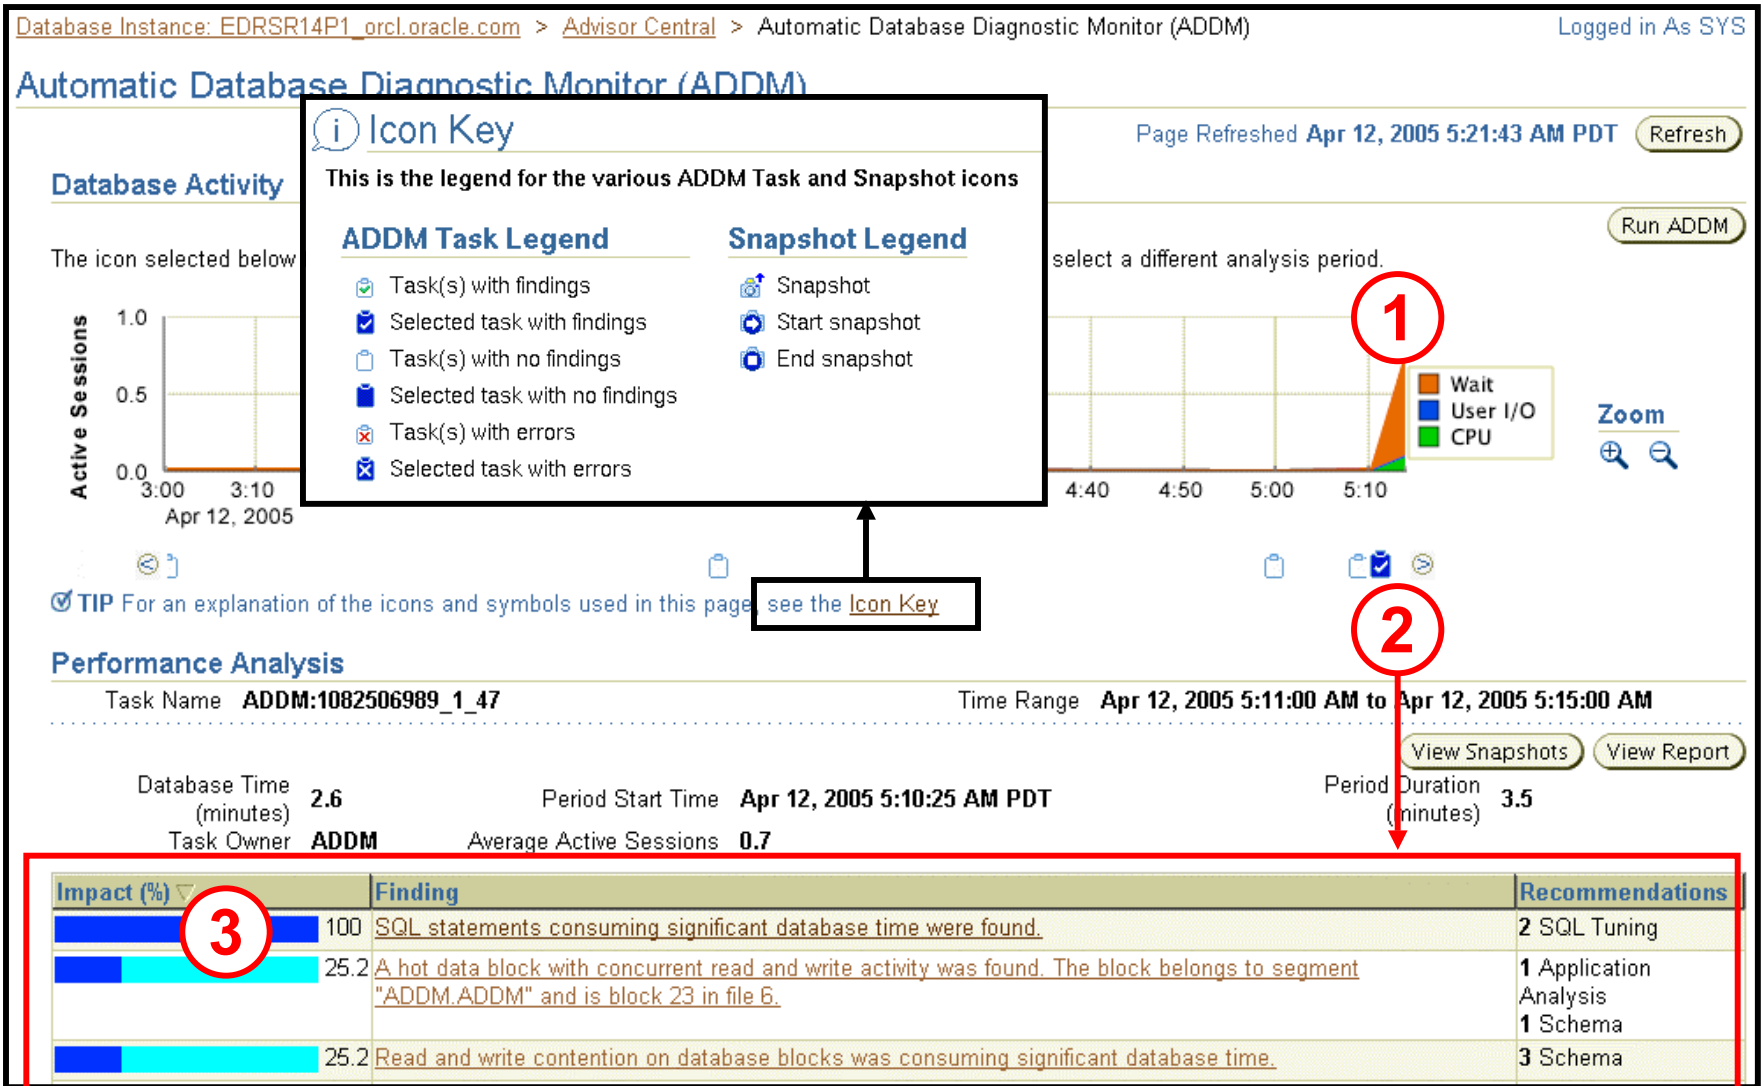 Database Instance: EDRSR14P1_orcl.oracle.com > Advisor Central > Automatic Database Diagnostic Monitor (ADDM)
Logged in As SYS
Automatic Database Diagnostic Monitor (ADDM)
Page Refreshed Apr 12, 2005 5:21:43 AM PDT
Refresh
Database Activity
Run ADDM
The icon selected below
select a different analysis period.
i Icon Key
This is the legend for the various ADDM Task and Snapshot icons
ADDM Task Legend
Task(s) with findings
Selected task with findings
Task(s) with no findings
Selected task with no findings
Task(s) with errors
Selected task with errors
Snapshot Legend
Snapshot
Start snapshot
End snapshot
Active Sessions
1.0
0.5
0.0
3:00 3:10 4:40 4:50 5:00 5:10
Apr 12, 2005
1
Wait
User I/O
CPU
Zoom
TIP For an explanation of the icons and symbols used in this page, see the Icon Key
2
Performance Analysis
Task Name ADDM:1082506989_1_47
Time Range Apr 12, 2005 5:11:00 AM to Apr 12, 2005 5:15:00 AM
View Snapshots View Report
Database Time (minutes) 2.6
Period Start Time Apr 12, 2005 5:10:25 AM PDT
Period Duration (minutes) 3.5
Task Owner ADDM
Average Active Sessions 0.7
Impact (%) Finding Recommendations
3
100 SQL statements consuming significant database time were found. 2 SQL Tuning
25.2 A hot data block with concurrent read and write activity was found. The block belongs to segment
"ADDM.ADDM" and is block 23 in file 6.
1 Application
Analysis
1 Schema
25.2 Read and write contention on database blocks was consuming significant database time. 3 Schema